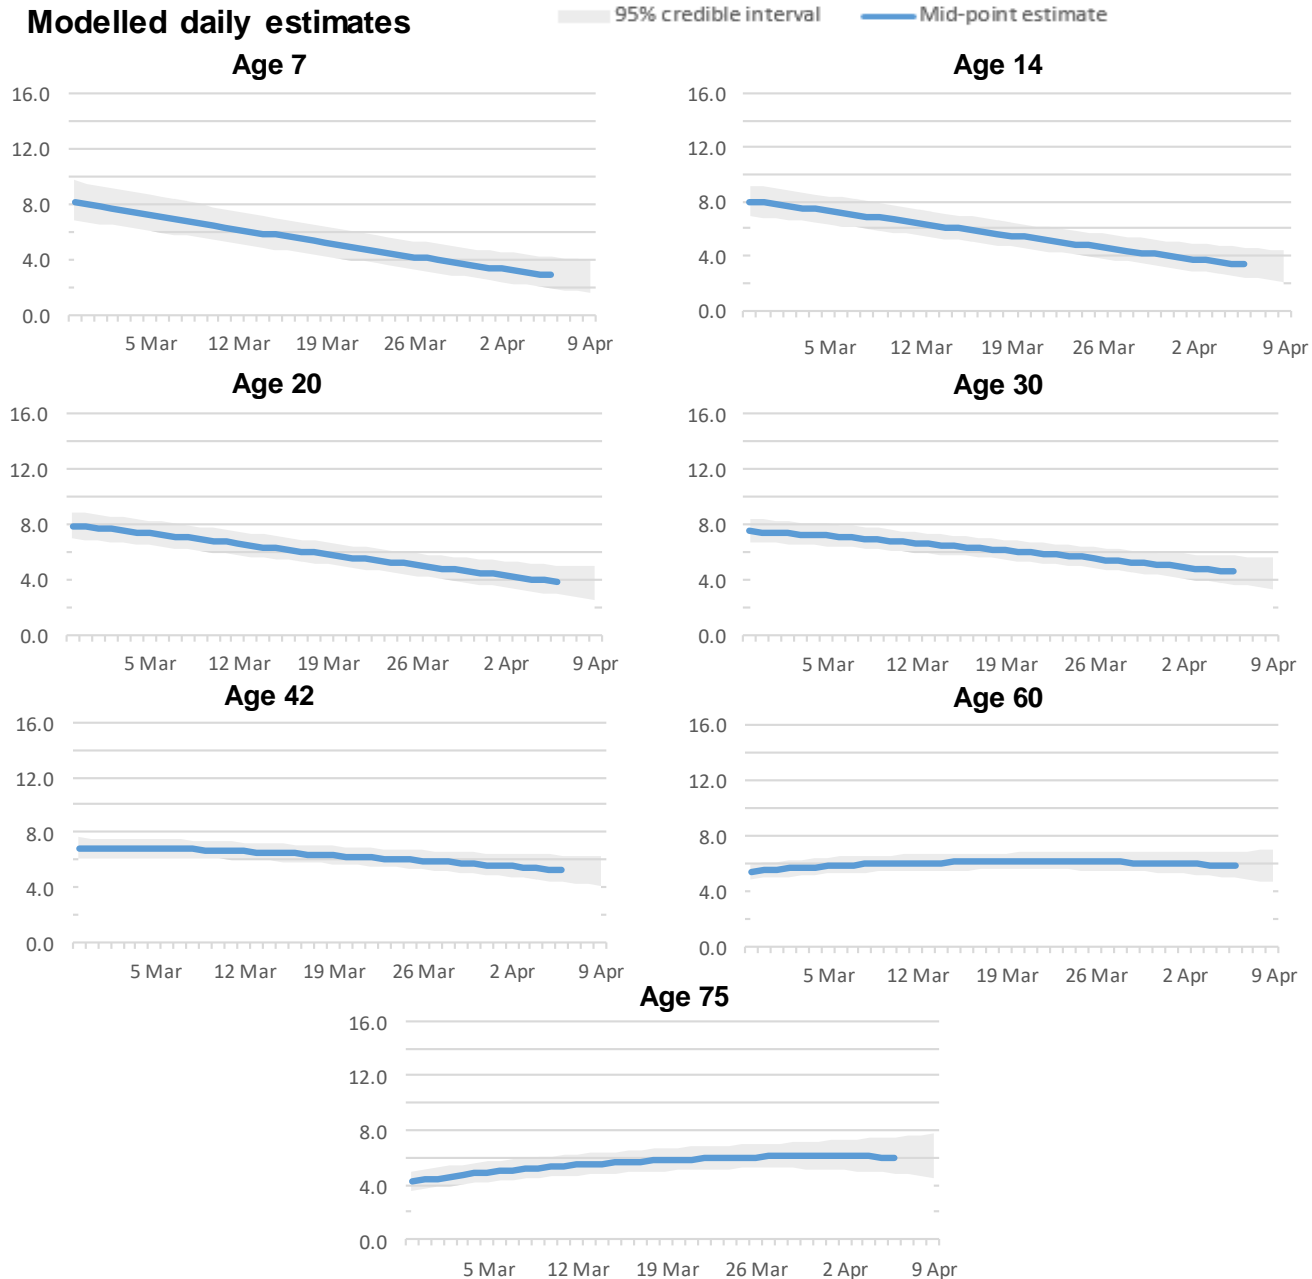 Modelled daily estimates
95% credible interval
Mid-point estimate
Age 7
16.0
12.0
8.0
4.0
0.0
5 Mar 12 Mar 19 Mar 26 Mar 2 Apr 9 Apr
Age 14
16.0
12.0
8.0
4.0
0.0
5 Mar 12 Mar 19 Mar 26 Mar 2 Apr 9 Apr
Age 20
16.0
12.0
8.0
4.0
0.0
5 Mar 12 Mar 19 Mar 26 Mar 2 Apr 9 Apr
Age 30
16.0
12.0
8.0
4.0
0.0
5 Mar 12 Mar 19 Mar 26 Mar 2 Apr 9 Apr
Age 42
16.0
12.0
8.0
4.0
0.0
5 Mar 12 Mar 19 Mar 26 Mar 2 Apr 9 Apr
Age 60
16.0
12.0
8.0
4.0
0.0
5 Mar 12 Mar 19 Mar 26 Mar 2 Apr 9 Apr
Age 75
16.0
12.0
8.0
4.0
0.0
5 Mar 12 Mar 19 Mar 26 Mar 2 Apr 9 Apr